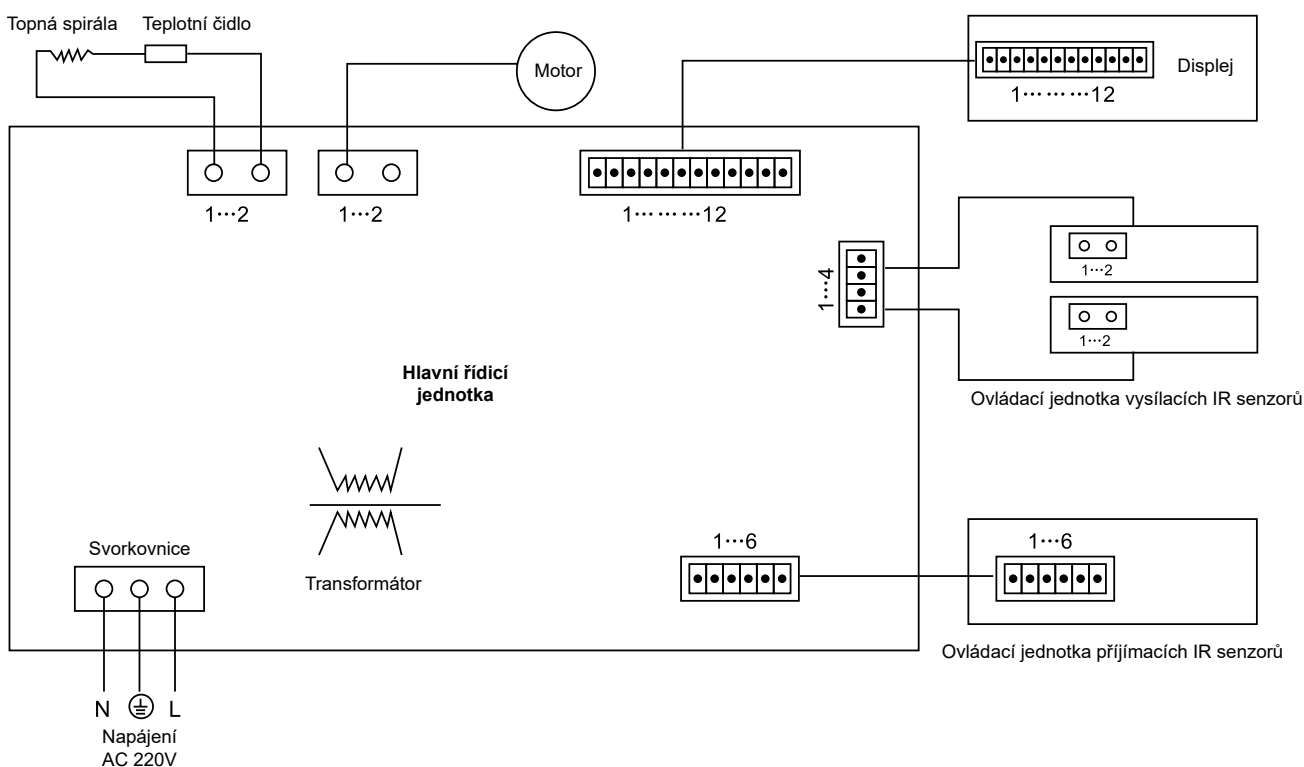 Topná spirála
Teplotní čidlo
Motor
Displej
1⋯⋯⋯12
1⋯2
1⋯2
1⋯⋯⋯12
1⋯4
1⋯2
1⋯2
Hlavní řídicí
jednotka
Ovládací jednotka vysílacích IR senzorů
Svorkovnice
Transformátor
1⋯6
1⋯6
Ovládací jednotka příjímacích IR senzorů
N L
Napájení
AC 220V